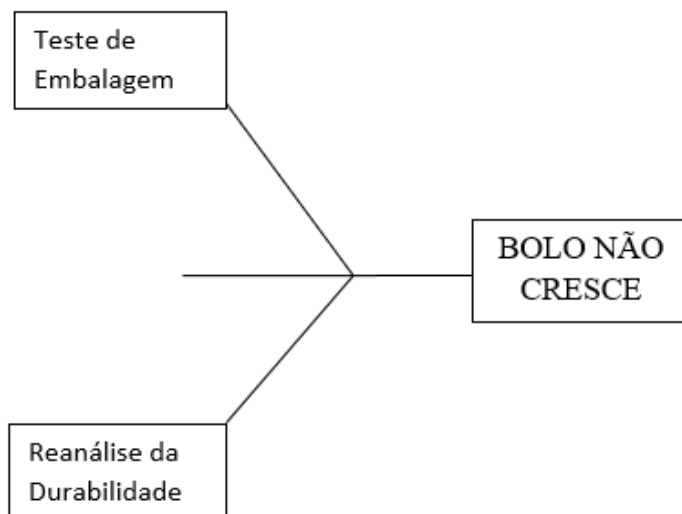 Teste de
Embalagem
BOLO NÃO
CRESCE
Reanálise da
Durabilidade